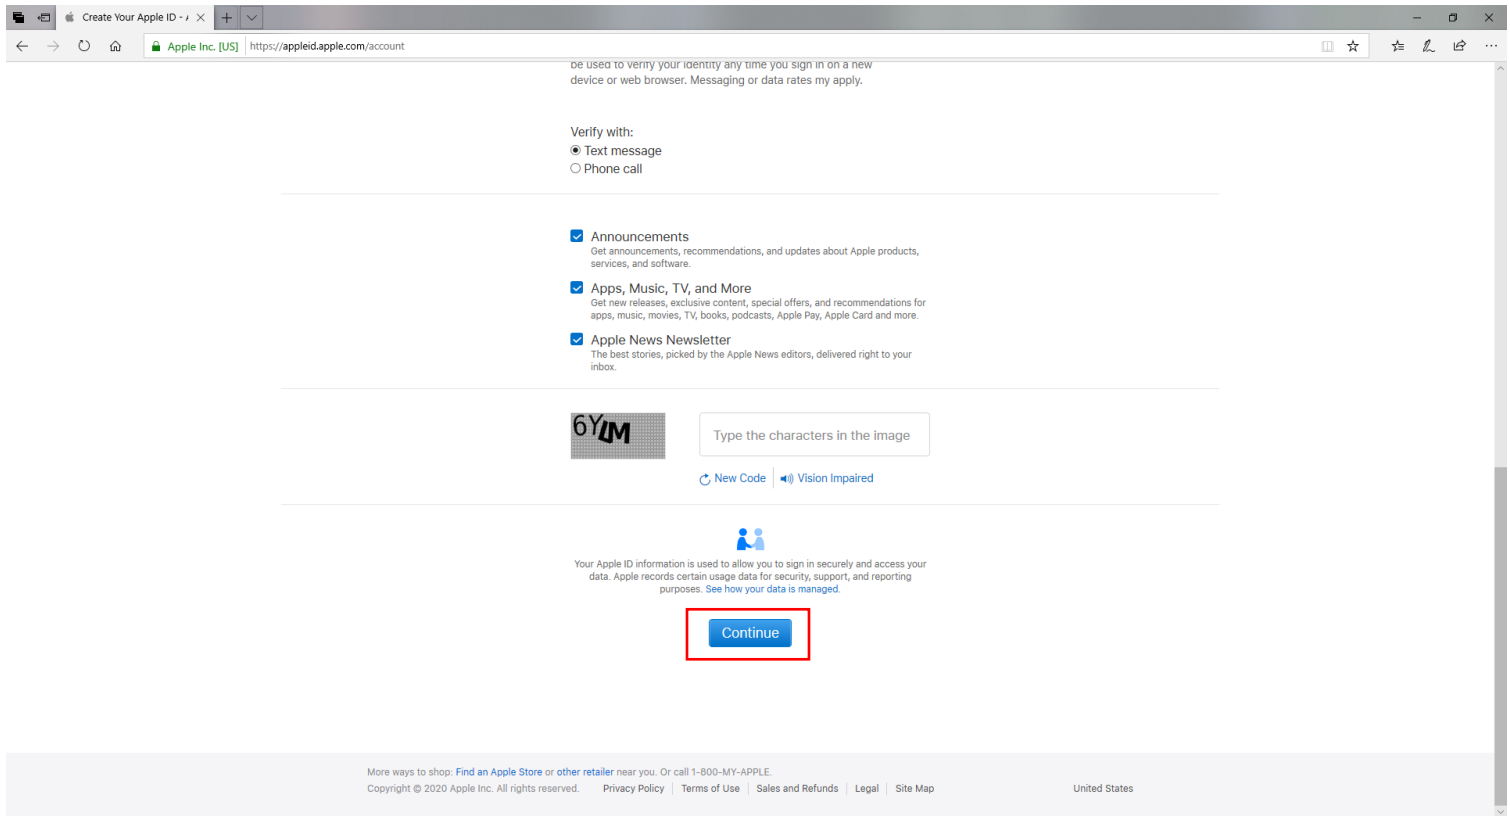 Create Your Apple ID -
Apple Inc. [US] https://appleid.apple.com/account
be used to verify your identity any time you sign in on a new
device or web browser. Messaging or data rates my apply.
Verify with:
Text message
Phone call
Announcements
Get announcements, recommendations, and updates about Apple products,
services, and software.
Apps, Music, TV, and More
Get new releases, exclusive content, special offers, and recommendations for
apps, music, movies, TV, books, podcasts, Apple Pay, Apple Card and more.
Apple News Newsletter
The best stories, picked by the Apple News editors, delivered right to your
inbox.
6YLM
Type the characters in the image
New Code Vision Impaired
Your Apple ID information is used to allow you to sign in securely and access your
data. Apple records certain usage data for security, support, and reporting
purposes. See how your data is managed.
Continue
More ways to shop: Find an Apple Store or other retailer near you. Or call 1-800-MY-APPLE.
Copyright © 2020 Apple Inc. All rights reserved. Privacy Policy Terms of Use Sales and Refunds Legal Site Map United States